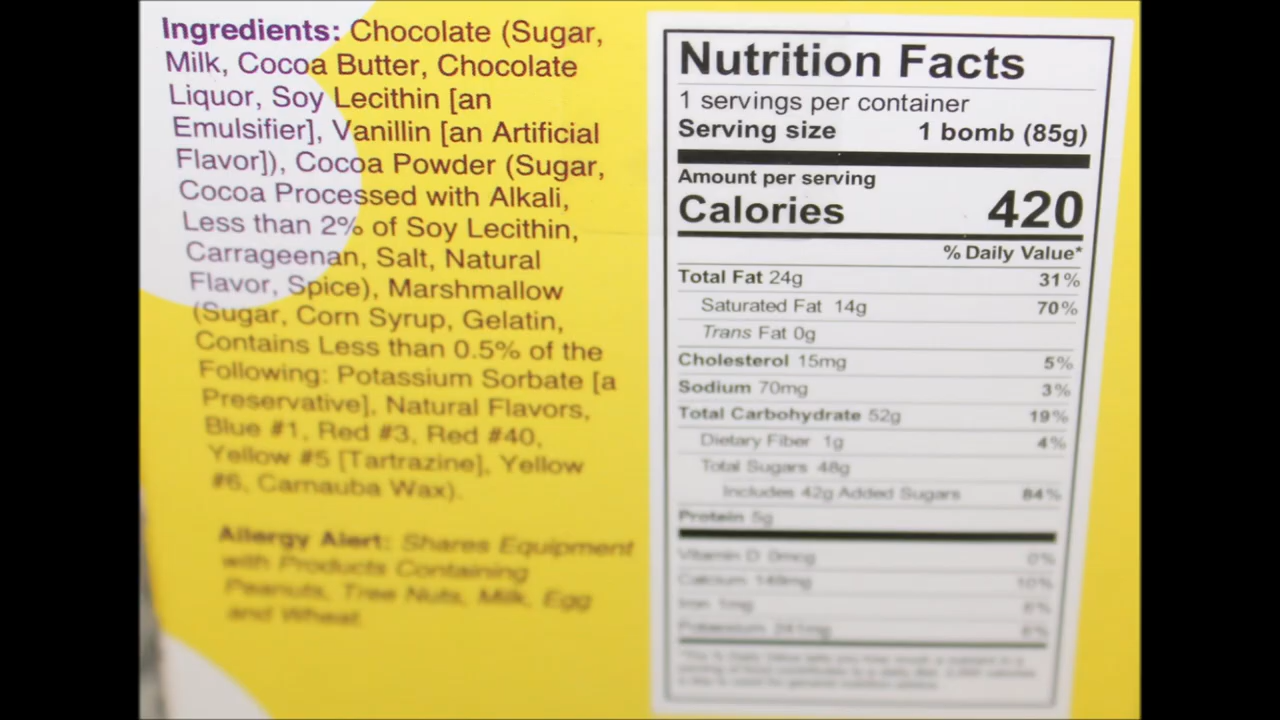 Ingredients: Chocolate (Sugar,
Milk, Cocoa Butter, Chocolate
Liquor, Soy Lecithin [an
Emulsifier], Vanillin [an Artificial
Flavor]), Cocoa Powder (Sugar,
Cocoa Processed with Alkali,
Less than 2% of Soy Lecithin,
Carrageenan, Salt, Natural
Flavor, Spice), Marshmallow
(Sugar, Corn Syrup, Gelatin,
Contains Less than 0.5% of the
Following: Potassium Sorbate [a
Preservative], Natural Flavors,
Blue #1, Red #3, Red #40,
Yellow #5 [Tartrazine], Yellow
#6, Carnauba Wax).
Allergy Alert: Shares Equipment
with Products Containing
Peanuts, Tree Nuts, Milk, Egg
and Wheat.
Nutrition Facts
1 servings per container
Serving size 1 bomb (85g)
Amount per serving
Calories 420
% Daily Value*
Total Fat 24g 31%
Saturated Fat 14g 70%
Trans Fat 0g
Cholesterol 15mg 5%
Sodium 70mg 3%
Total Carbohydrate 52g 19%
Dietary Fiber 1g 4%
Total Sugars 48g
Includes 42g Added Sugars 84%
Protein 5g
Vitamin D 0mcg 0%
Calcium 10%
Iron 1mg
Potassium